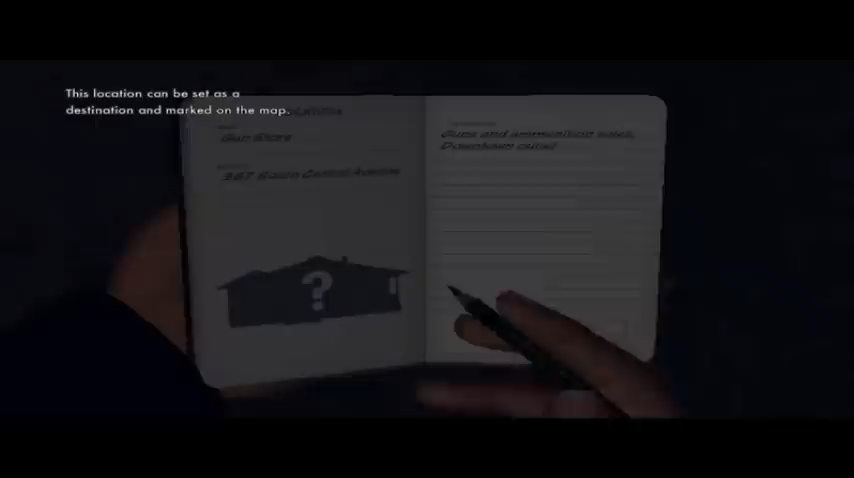 This location can be set as a
destination and marked on the map.
Gun Store
367 South Central Avenue
Guns and ammunition sales,
Downtown outlet
?